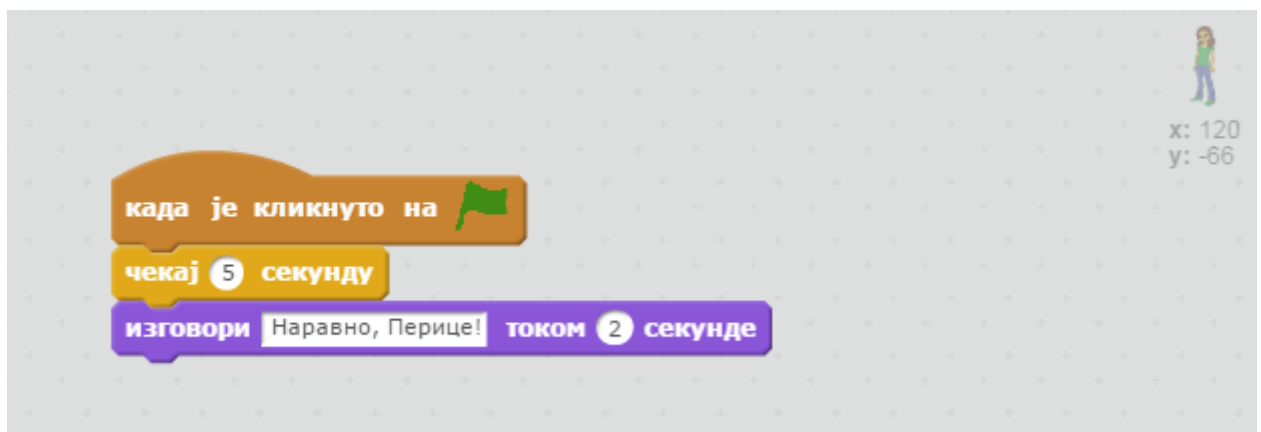 x: 120
y: -66
када је кликнуто на
чекај 5 секунду
изговори Наравно, Перице! током 2 секунде